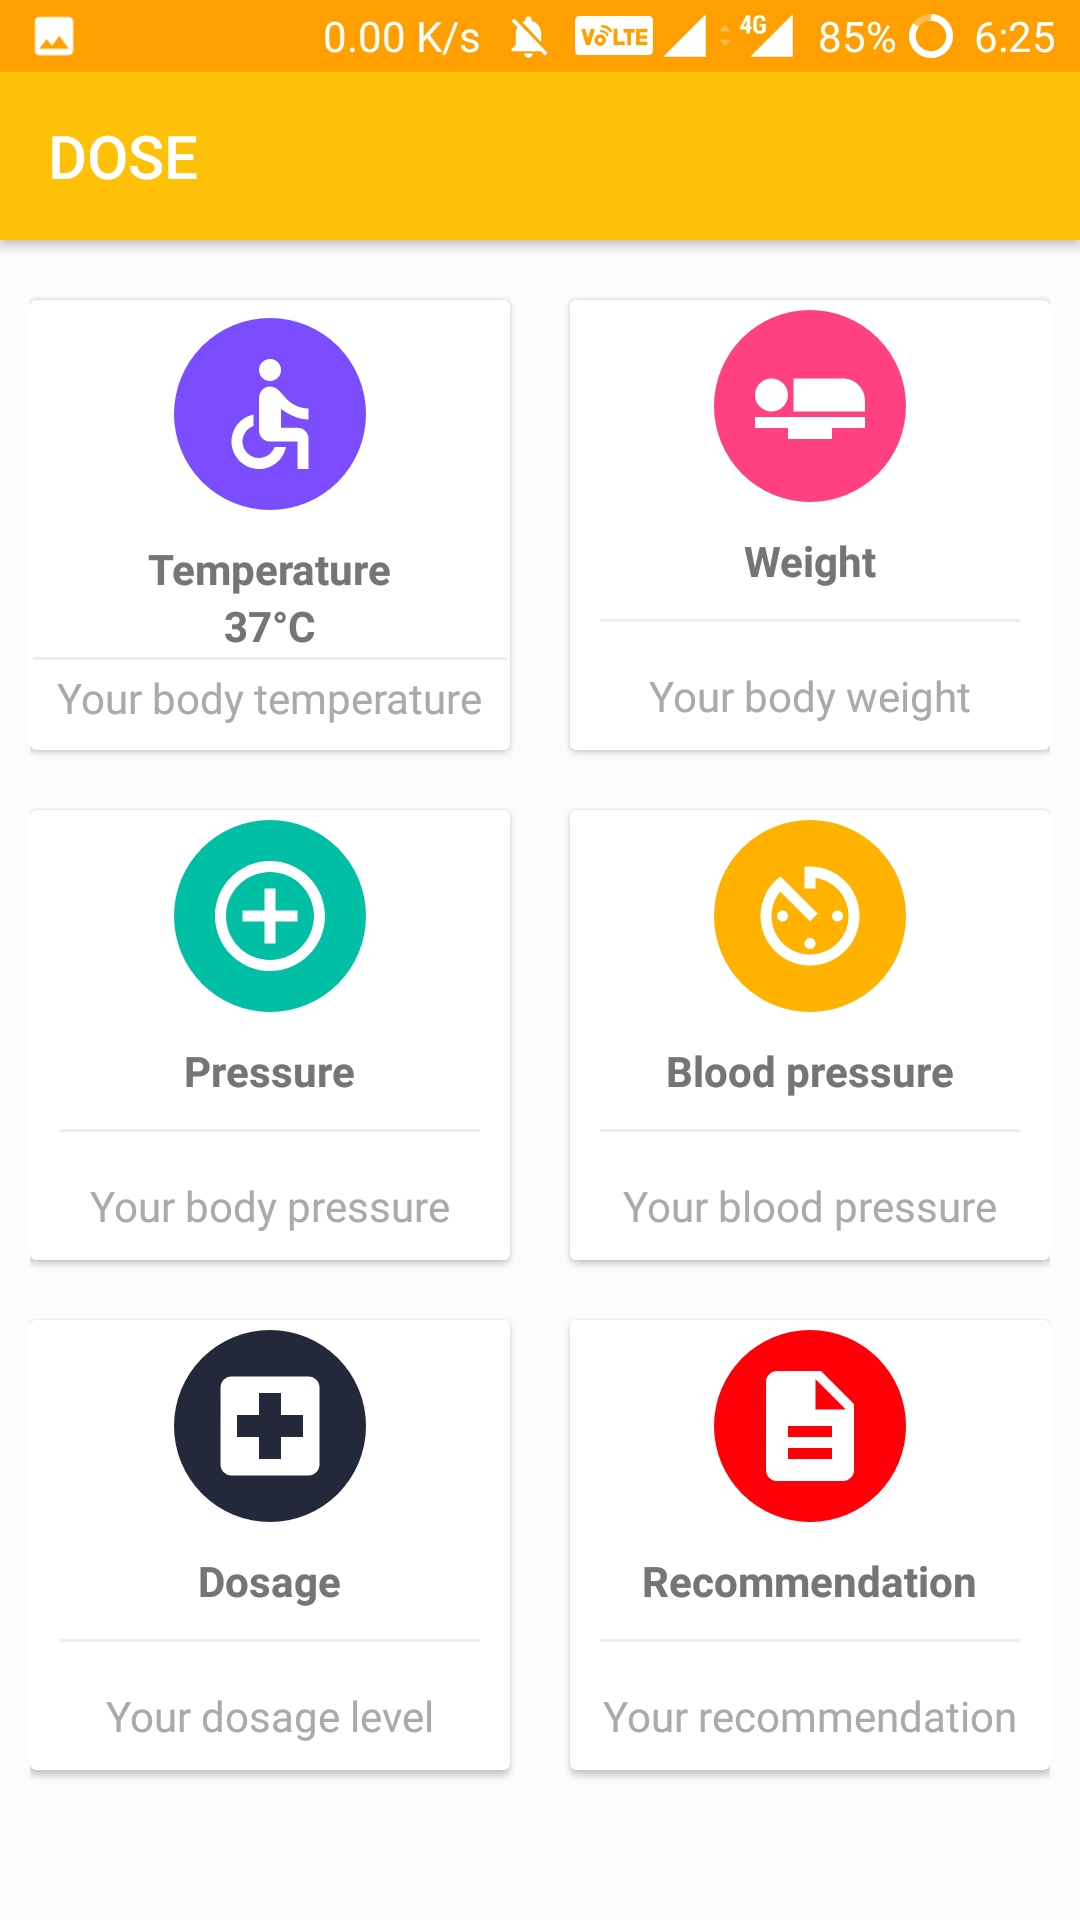 0.00 K/s VoLTE 4G 85% 6:25
DOSE
Temperature
37°C
Your body temperature
Weight
Your body weight
Pressure
Your body pressure
Blood pressure
Your blood pressure
Dosage
Your dosage level
Recommendation
Your recommendation